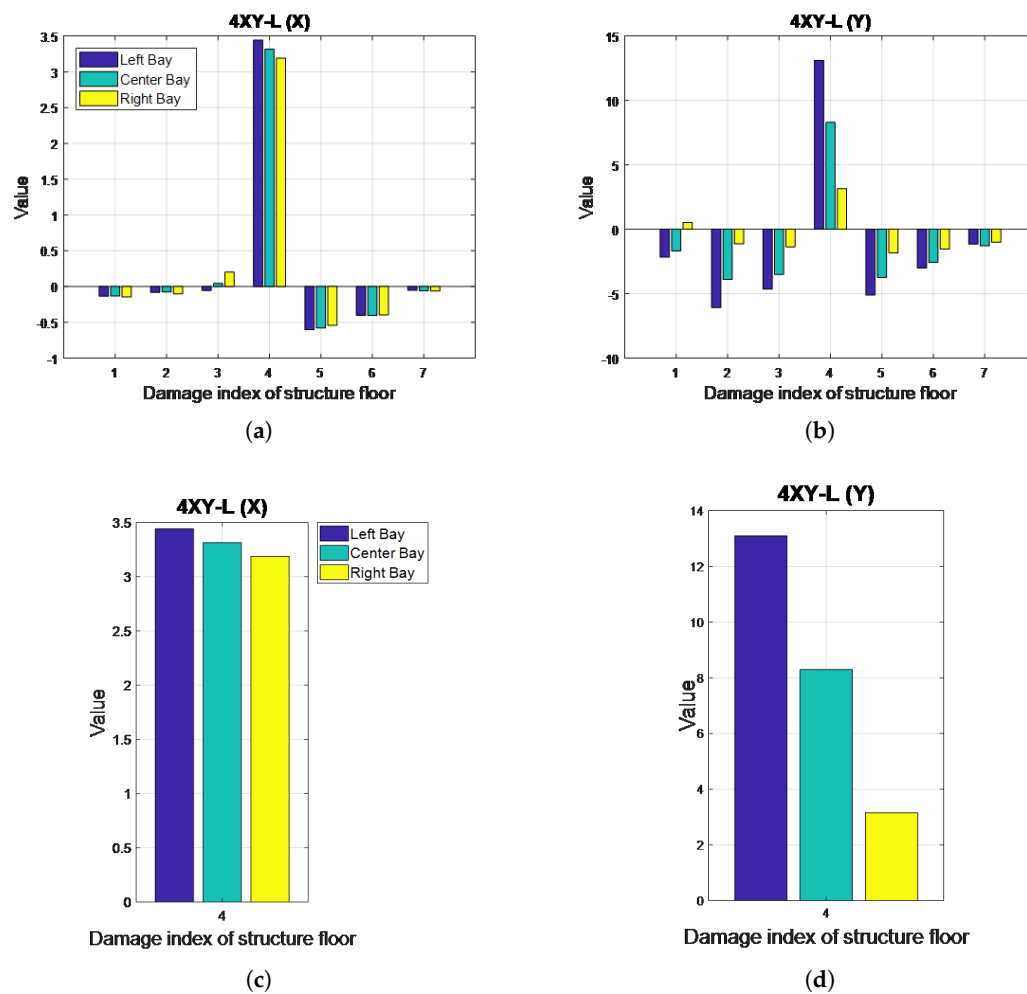 4XY-L (X)
3.5
3
2.5
2
1.5
1
0.5
0
-0.5
-1
Value
Left Bay
Center Bay
Right Bay
1 2 3 4 5 6 7
Damage index of structure floor
(a)
4XY-L (Y)
15
10
5
0
-5
-10
Value
1 2 3 4 5 6 7
Damage index of structure floor
(b)
4XY-L (X)
3.5
3
2.5
2
1.5
1
0.5
0
Value
Left Bay
Center Bay
Right Bay
4
Damage index of structure floor
(c)
4XY-L (Y)
14
12
10
8
6
4
2
0
Value
4
Damage index of structure floor
(d)